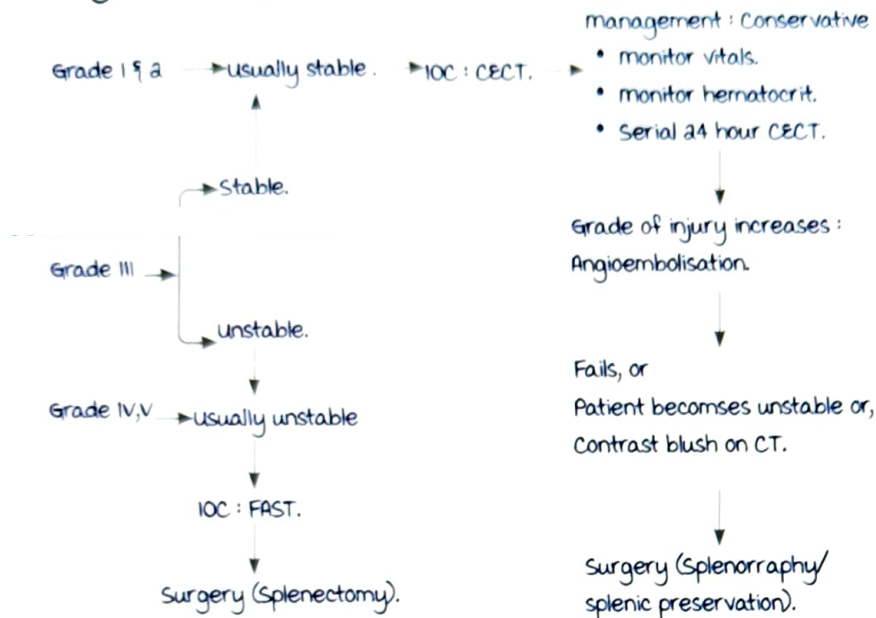 management : Conservative
Grade I & 2
usually stable.
IOC : CECT.
• monitor vitals.
• monitor hematocrit.
• Serial 24 hour CECT.
Stable.
Grade of injury increases :
Angioembolisation.
Grade III
unstable.
Fails, or
Patient becomses unstable or,
Contrast blush on CT.
Grade IV,V
usually unstable
IOC : FAST.
Surgery (Splenectomy).
Surgery (Splenorraphy/
splenic preservation).